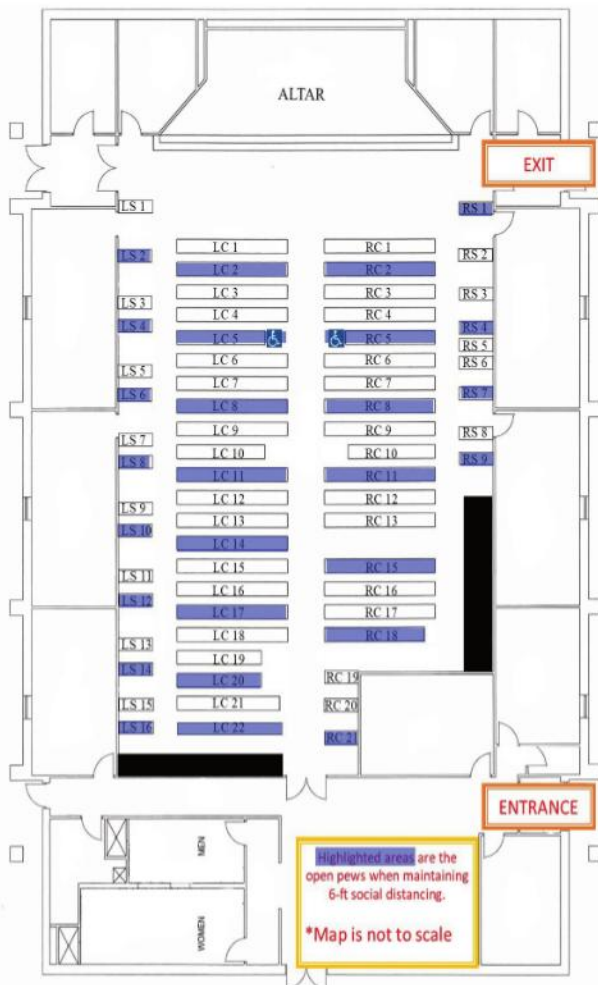 ALTAR
EXIT
LS 1
RS 1
LC 1
RC 1
LS 2
RS 2
LC 2
RC 2
LC 3
RC 3
LS 3
RS 3
LC 4
RC 4
LS 4
RS 4
LC 5
RC 5
RS 5
LC 6
RC 6
RS 6
LS 5
LC 7
RC 7
LS 6
RS 7
LC 8
RC 8
LC 9
RC 9
LS 7
RS 8
LC 10
RC 10
LS 8
RS 9
LC 11
RC 11
LC 12
RC 12
LS 9
LC 13
RC 13
LS 10
LC 14
LC 15
RC 15
LS 11
LC 16
RC 16
LS 12
LC 17
RC 17
LC 18
RC 18
LS 13
LC 19
LS 14
LC 20
RC 19
LC 21
LS 15
RC 20
LS 16
LC 22
RC 21
ENTRANCE
MEN
WOMEN
Highlighted areas are the
open pews when maintaining
6-ft social distancing.
*Map is not to scale